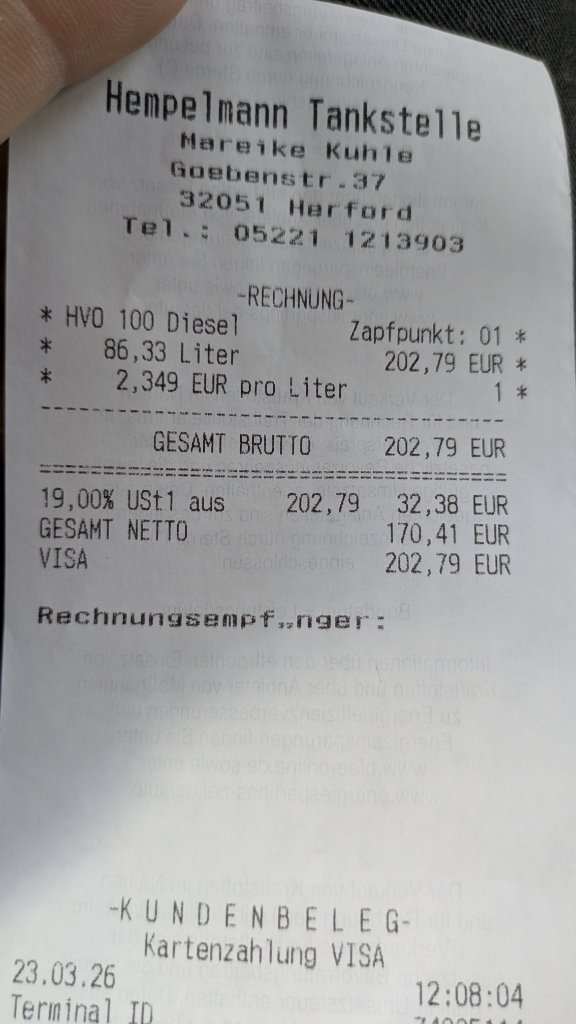 Hempelmann Tankstelle
Mareike Kuhle
Goebenstr.37
32051 Herford
Tel.: 05221 1213903
-RECHNUNG-
* HVO 100 Diesel Zapfpunkt: 01 *
* 86,33 Liter 202,79 EUR *
* 2,349 EUR pro Liter 1 *
GESAMT BRUTTO 202,79 EUR
19,00% USt1 aus 202,79 32,38 EUR
GESAMT NETTO 170,41 EUR
VISA 202,79 EUR
Rechnungsempf„nger:
-K U N D E N B E L E G-
Kartenzahlung VISA
23.03.26 12:08:04
Terminal ID